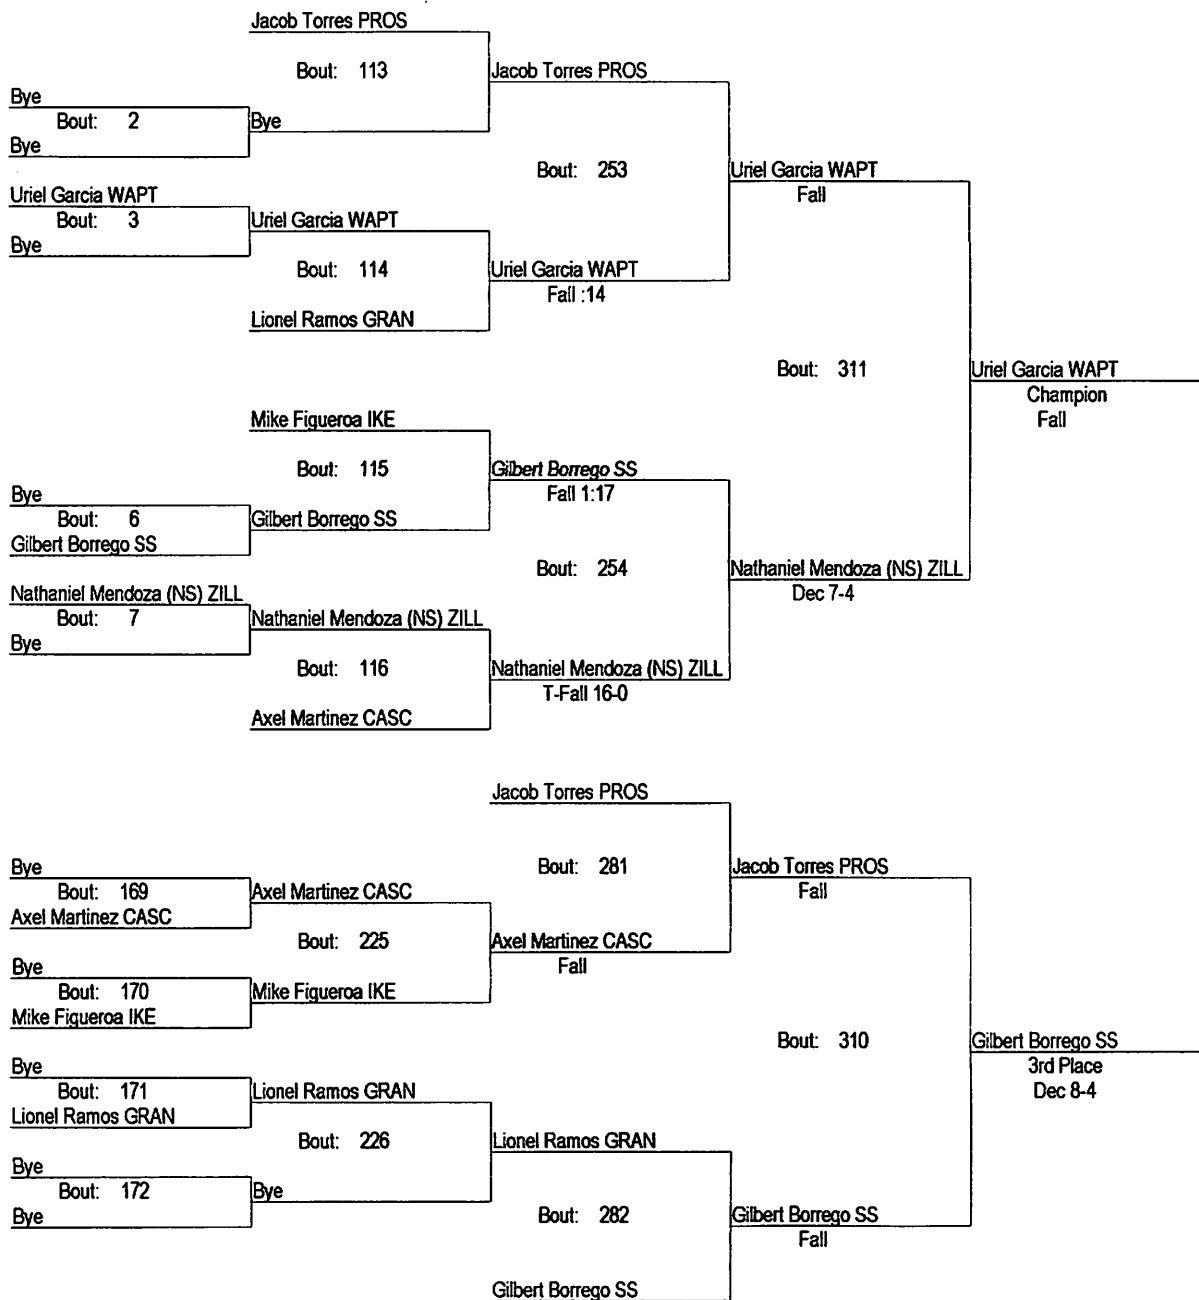 Jacob Torres PROS
Bout: 113
Jacob Torres PROS
Bye
Bout: 2
Bye
Bye
Bout: 253
Uriel Garcia WAPT
Fall
Uriel Garcia WAPT
Bout: 3
Uriel Garcia WAPT
Bye
Bout: 114
Uriel Garcia WAPT
Fall :14
Lionel Ramos GRAN
Bout: 311
Uriel Garcia WAPT
Champion
Fall
Mike Figueroa IKE
Bout: 115
Gilbert Borrego SS
Fall 1:17
Bye
Bout: 6
Gilbert Borrego SS
Gilbert Borrego SS
Bout: 254
Nathaniel Mendoza (NS) ZILL
Dec 7-4
Nathaniel Mendoza (NS) ZILL
Bout: 7
Nathaniel Mendoza (NS) ZILL
Bye
Bout: 116
Nathaniel Mendoza (NS) ZILL
T-Fall 16-0
Axel Martinez CASC
Jacob Torres PROS
Bout: 281
Jacob Torres PROS
Fall
Bye
Bout: 169
Axel Martinez CASC
Axel Martinez CASC
Bout: 225
Axel Martinez CASC
Fall
Bye
Bout: 170
Mike Figueroa IKE
Mike Figueroa IKE
Bout: 310
Gilbert Borrego SS
3rd Place
Dec 8-4
Bye
Bout: 171
Lionel Ramos GRAN
Lionel Ramos GRAN
Bout: 226
Lionel Ramos GRAN
Bye
Bout: 172
Bye
Bye
Bout: 282
Gilbert Borrego SS
Fall
Gilbert Borrego SS